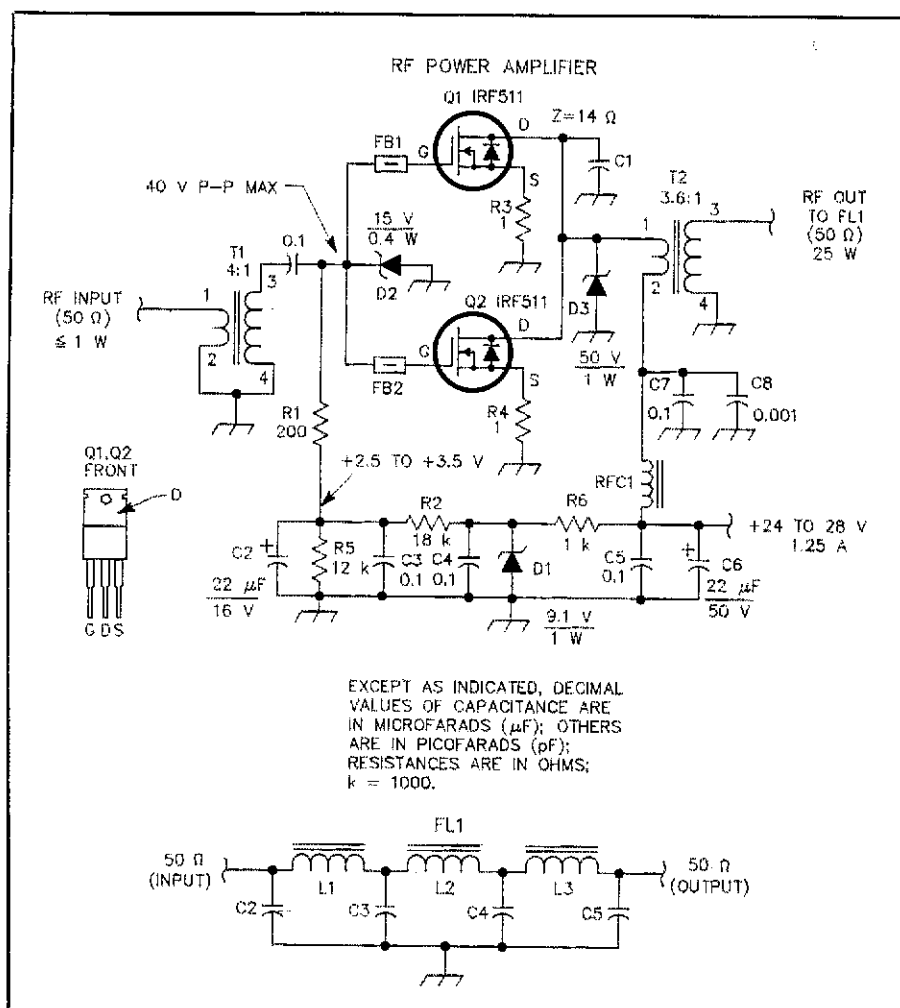 RF POWER AMPLIFIER
Q1 IRF511
D
Z=14 Ω
FB1
G
C1
S
40 V P-P MAX
R3
1
T2
3.6:1
3
RF OUT
TO FL1
(50 Ω)
25 W
15 V
0.4 W
0.1
T1
4:1
3
1
D2
2
RF INPUT
(50 Ω)
≤ 1 W
1
2
4
Q2 IRF511
D
D3
4
G
FB2
S
50 V
1 W
C7
0.1
C8
0.001
R1
200
R4
1
Q1,Q2
FRONT
D
+2.5 TO +3.5 V
RFC1
R2
18 k
R6
1 k
+24 TO 28 V
1.25 A
C2
+
R5
12 k
C3
0.1
C4
0.1
D1
C5
0.1
+
C6
22 µF
16 V
22 µF
50 V
9.1 V
1 W
G D S
EXCEPT AS INDICATED, DECIMAL
VALUES OF CAPACITANCE ARE
IN MICROFARADS (µF); OTHERS
ARE IN PICOFARADS (pF);
RESISTANCES ARE IN OHMS;
k = 1000.
FL1
50 Ω
(INPUT)
L1
L2
L3
50 Ω
(OUTPUT)
C2
C3
C4
C5